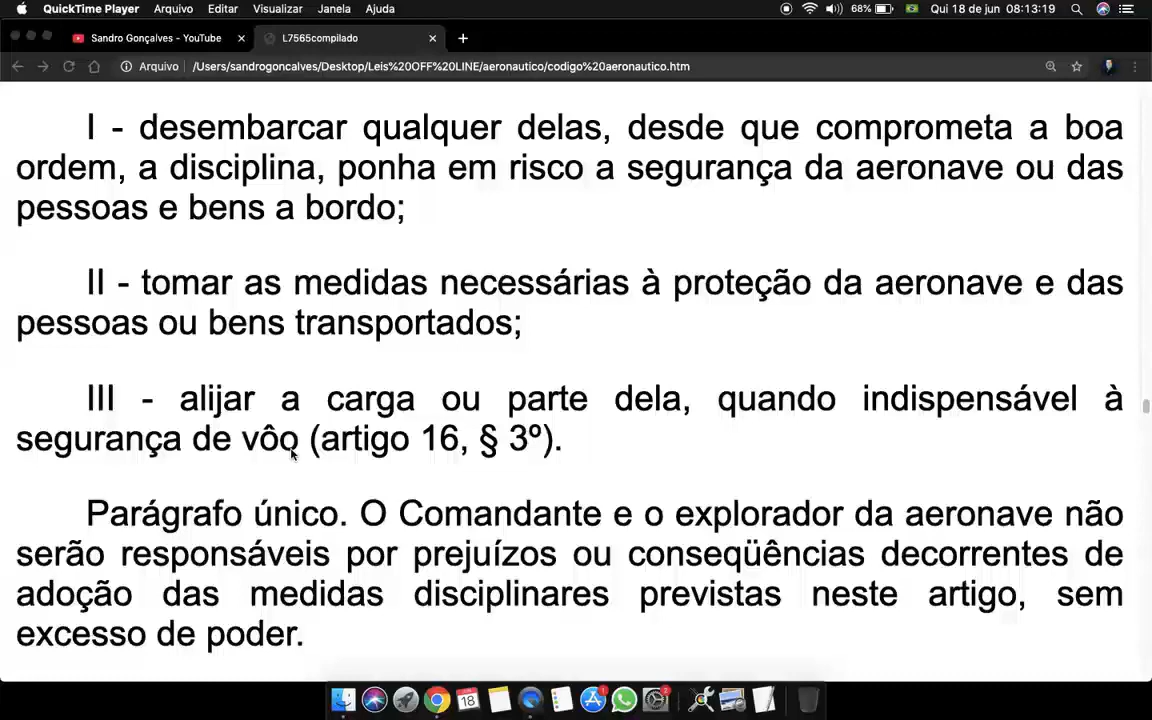 QuickTime Player Arquivo Editar Visualizar Janela Ajuda 68% Qui 18 de jun 08:13:19
Sandro Gonçalves - YouTube L7565compilado
Arquivo /Users/sandrogoncalves/Desktop/Leis%20OFF%20LINE/aeronautico/codigo%20aeronautico.htm
I - desembarcar qualquer delas, desde que comprometa a boa
ordem, a disciplina, ponha em risco a segurança da aeronave ou das
pessoas e bens a bordo;
II - tomar as medidas necessárias à proteção da aeronave e das
pessoas ou bens transportados;
III - alijar a carga ou parte dela, quando indispensável à
segurança de vôo (artigo 16, § 3º).
Parágrafo único. O Comandante e o explorador da aeronave não
serão responsáveis por prejuízos ou conseqüências decorrentes de
adoção das medidas disciplinares previstas neste artigo, sem
excesso de poder.
18